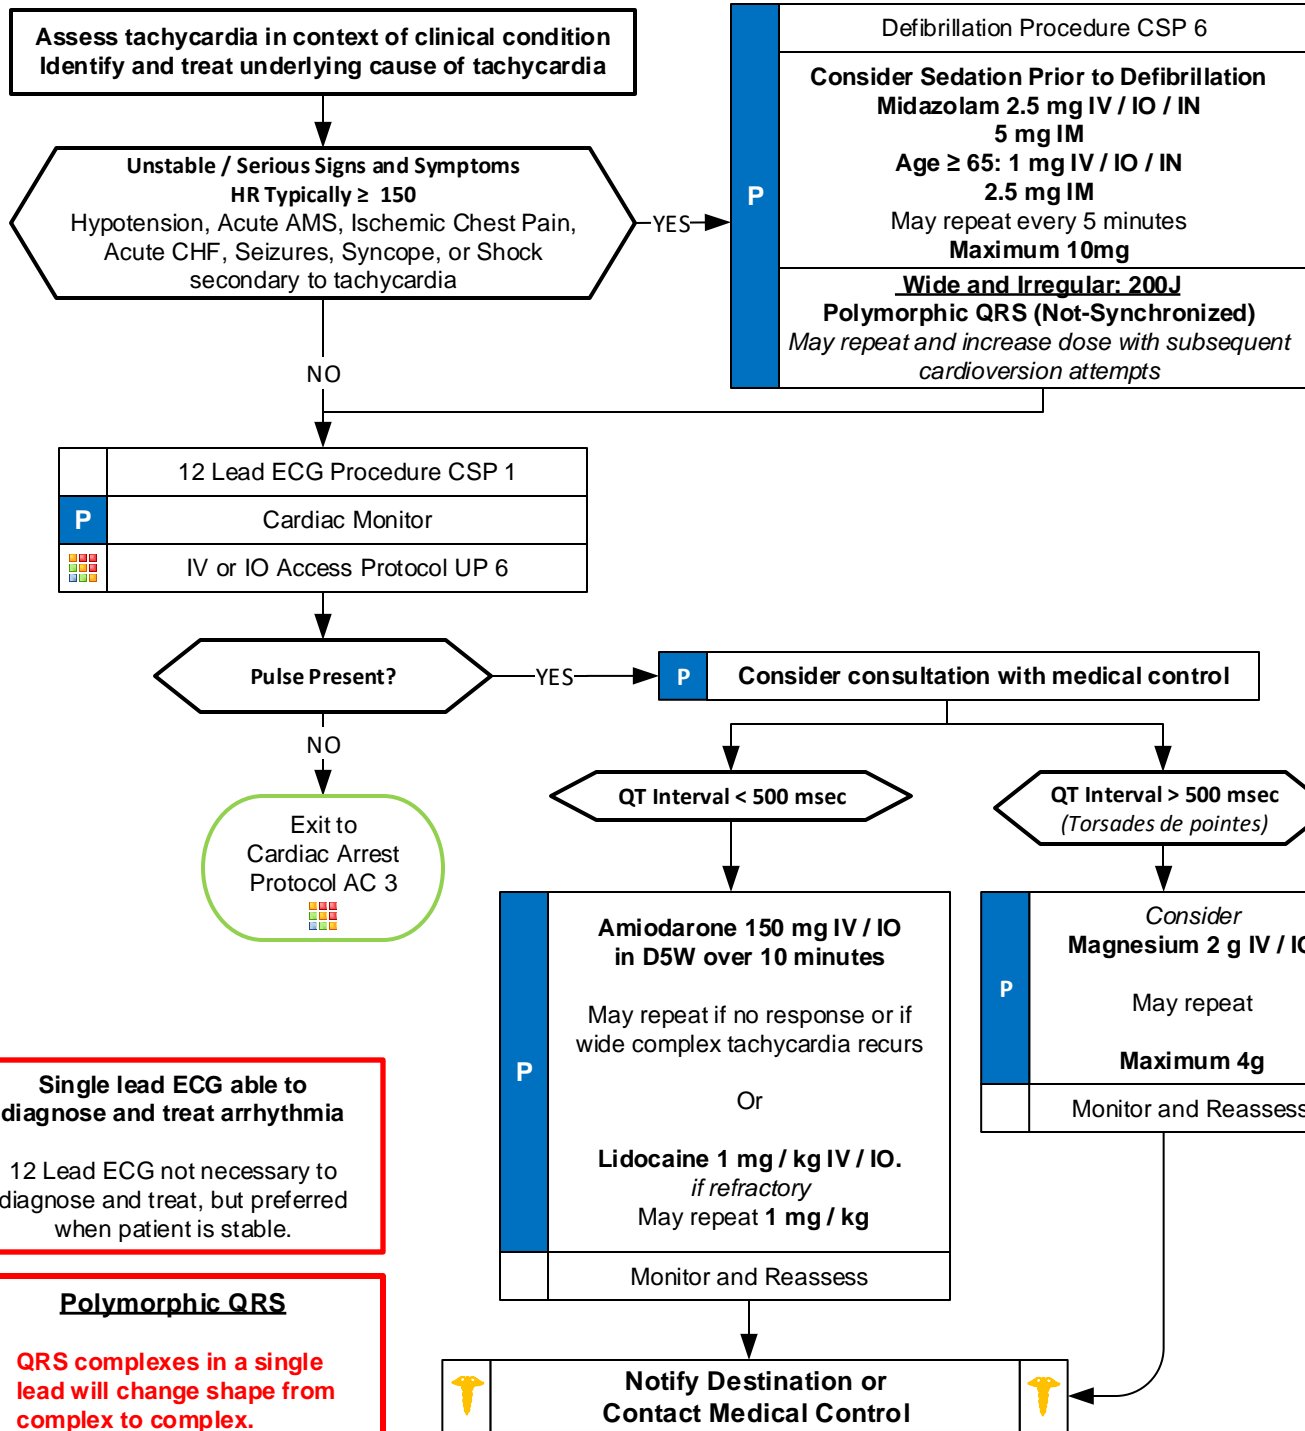 Assess tachycardia in context of clinical condition
Identify and treat underlying cause of tachycardia
Unstable / Serious Signs and Symptoms
HR Typically ≥ 150
Hypotension, Acute AMS, Ischemic Chest Pain,
Acute CHF, Seizures, Syncope, or Shock
secondary to tachycardia
YES
P
Defibrillation Procedure CSP 6
Consider Sedation Prior to Defibrillation
Midazolam 2.5 mg IV / IO / IN
5 mg IM
Age ≥ 65: 1 mg IV / IO / IN
2.5 mg IM
May repeat every 5 minutes
Maximum 10mg
Wide and Irregular: 200J
Polymorphic QRS (Not-Synchronized)
May repeat and increase dose with subsequent
cardioversion attempts
NO
12 Lead ECG Procedure CSP 1
P
Cardiac Monitor
IV or IO Access Protocol UP 6
Pulse Present?
YES
P
Consider consultation with medical control
NO
Exit to
Cardiac Arrest
Protocol AC 3
QT Interval < 500 msec
QT Interval > 500 msec
(Torsades de pointes)
P
Amiodarone 150 mg IV / IO
in D5W over 10 minutes
May repeat if no response or if
wide complex tachycardia recurs
Or
Lidocaine 1 mg / kg IV / IO.
if refractory
May repeat 1 mg / kg
Monitor and Reassess
P
Consider
Magnesium 2 g IV / IO
May repeat
Maximum 4g
Monitor and Reassess
Single lead ECG able to
diagnose and treat arrhythmia
12 Lead ECG not necessary to
diagnose and treat, but preferred
when patient is stable.
Polymorphic QRS
QRS complexes in a single
lead will change shape from
complex to complex.
Notify Destination or
Contact Medical Control